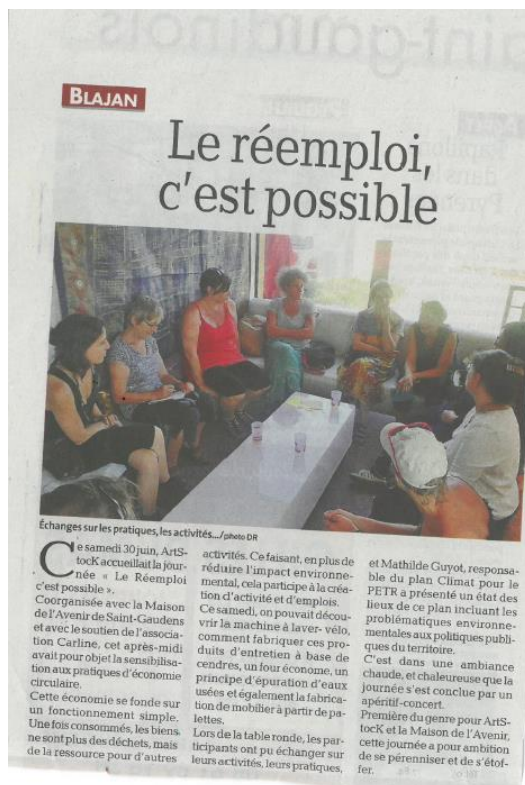 BLAJAN
Le réemploi,
c'est possible
Échanges sur les pratiques, les activités.../photo DR
Ce samedi 30 juin, ArtS-
tocK accueillait la jour-
née « Le Réemploi
c'est possible ».
Coorganisée avec la Maison
de l'Avenir de Saint-Gaudens
et avec le soutien de l'associa-
tion Carline, cet après-midi
avait pour objet la sensibilisa-
tion aux pratiques d'économie
circulaire.
Cette économie se fonde sur
un fonctionnement simple.
Une fois consommés, les biens
ne sont plus des déchets, mais
de la ressource pour d'autres
activités. Ce faisant, en plus de
réduire l'impact environne-
mental, cela participe à la créa-
tion d'activité et d'emplois.
Ce samedi, on pouvait décou-
vrir la machine à laver- vélo,
comment fabriquer ces pro-
duits d'entretien à base de
cendres, un four économe, un
principe d'épuration d'eaux
usées et également la fabrica-
tion de mobilier à partir de pa-
lettes.
Lors de la table ronde, les par-
ticipants ont pu échanger sur
leurs activités, leurs pratiques,
et Mathilde Guyot, responsa-
ble du plan Climat pour le
PETR a présenté un état des
lieux de ce plan incluant les
problématiques environne-
mentales aux politiques publi-
ques du territoire.
C'est dans une ambiance
chaude, et chaleureuse que la
journée s'est conclue par un
apéritif-concert.
Première du genre pour ArtS-
tocK et la Maison de l'Avenir,
cette journée a pour ambition
de se pérenniser et de s'étof-
fer.